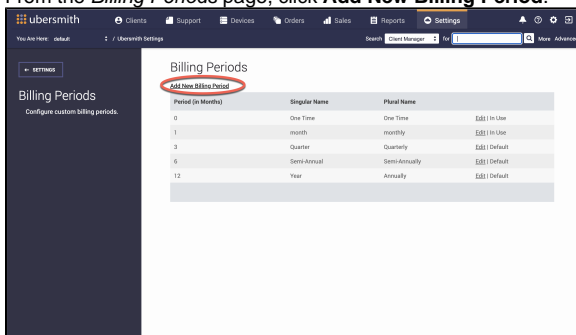 From the Billing Periods page, click Add New Billing Period.
ubersmith Clients Support Devices Orders Sales Reports Settings
You Are Here: default / Ubersmith Settings Search Client Manager for More Advanced
← SETTINGS
Billing Periods
Configure custom billing periods.
Billing Periods
Add New Billing Period
Period (in Months) Singular Name Plural Name
0 One Time One Time Edit | In Use
1 month monthly Edit | In Use
3 Quarter Quarterly Edit | Default
6 Semi-Annual Semi-Annually Edit | Default
12 Year Annually Edit | Default